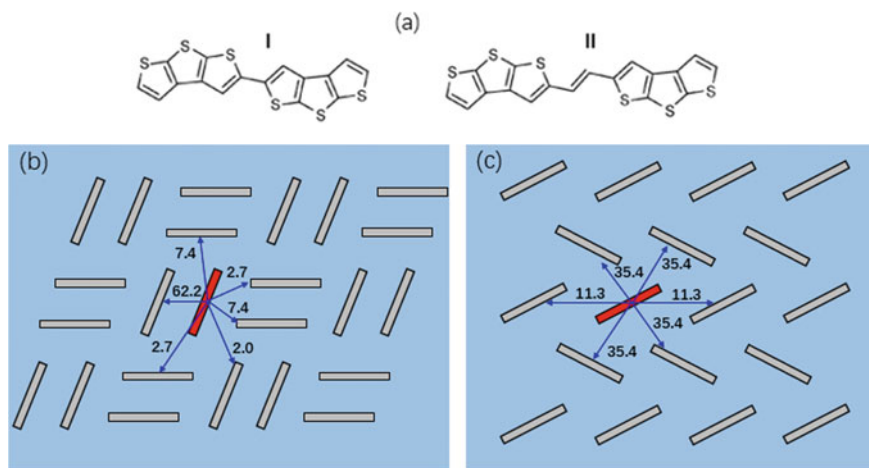 (a)
I
II
S S S S S S
S S S S S S
(b)
7.4
62.2 2.7
7.4
2.7 2.0
(c)
35.4 35.4
11.3 11.3
35.4 35.4